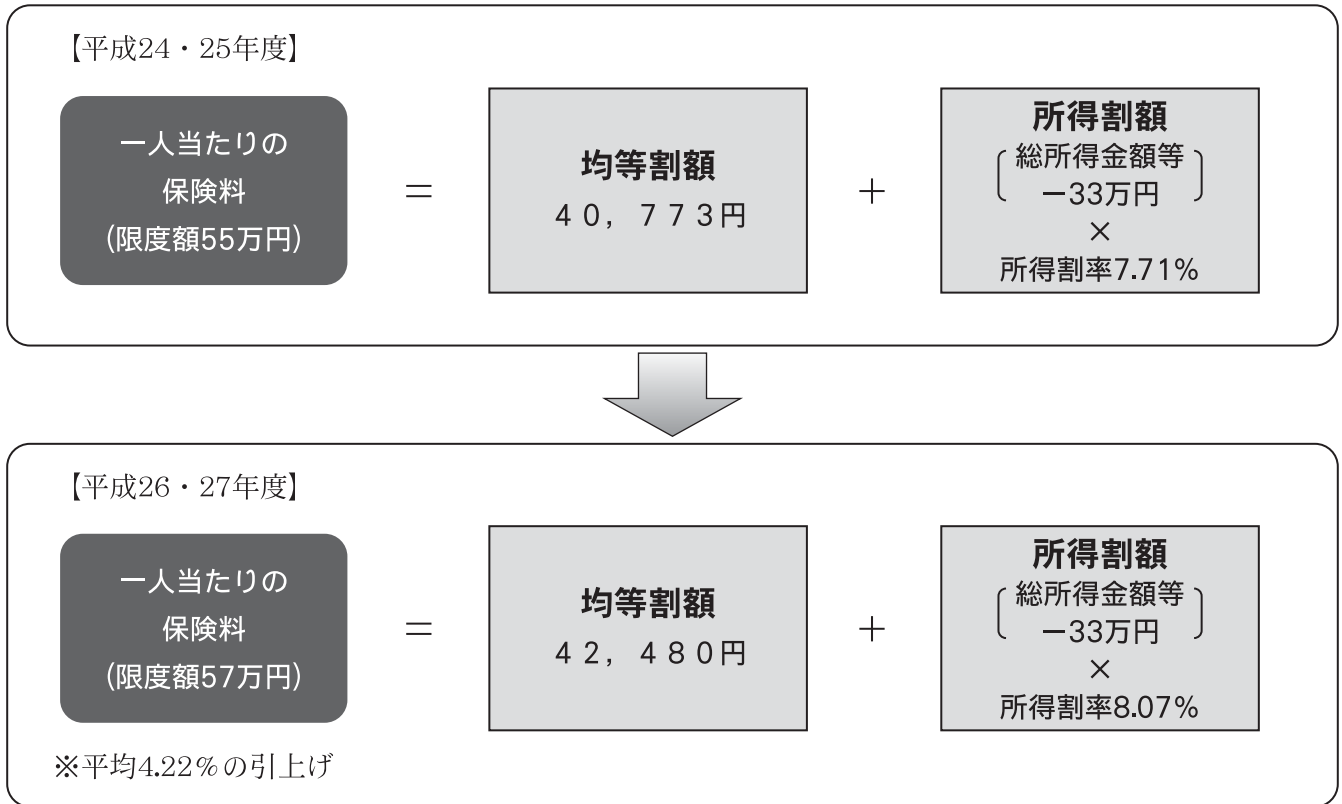 【平成24・25年度】
一人当たりの
保険料
(限度額55万円)
＝
均等割額
４０，７７３円
＋
所得割額
総所得金額等
－33万円
×
所得割率7.71%
【平成26・27年度】
一人当たりの
保険料
(限度額57万円)
＝
均等割額
４２，４８０円
＋
所得割額
総所得金額等
－33万円
×
所得割率8.07%
※平均4.22%の引上げ